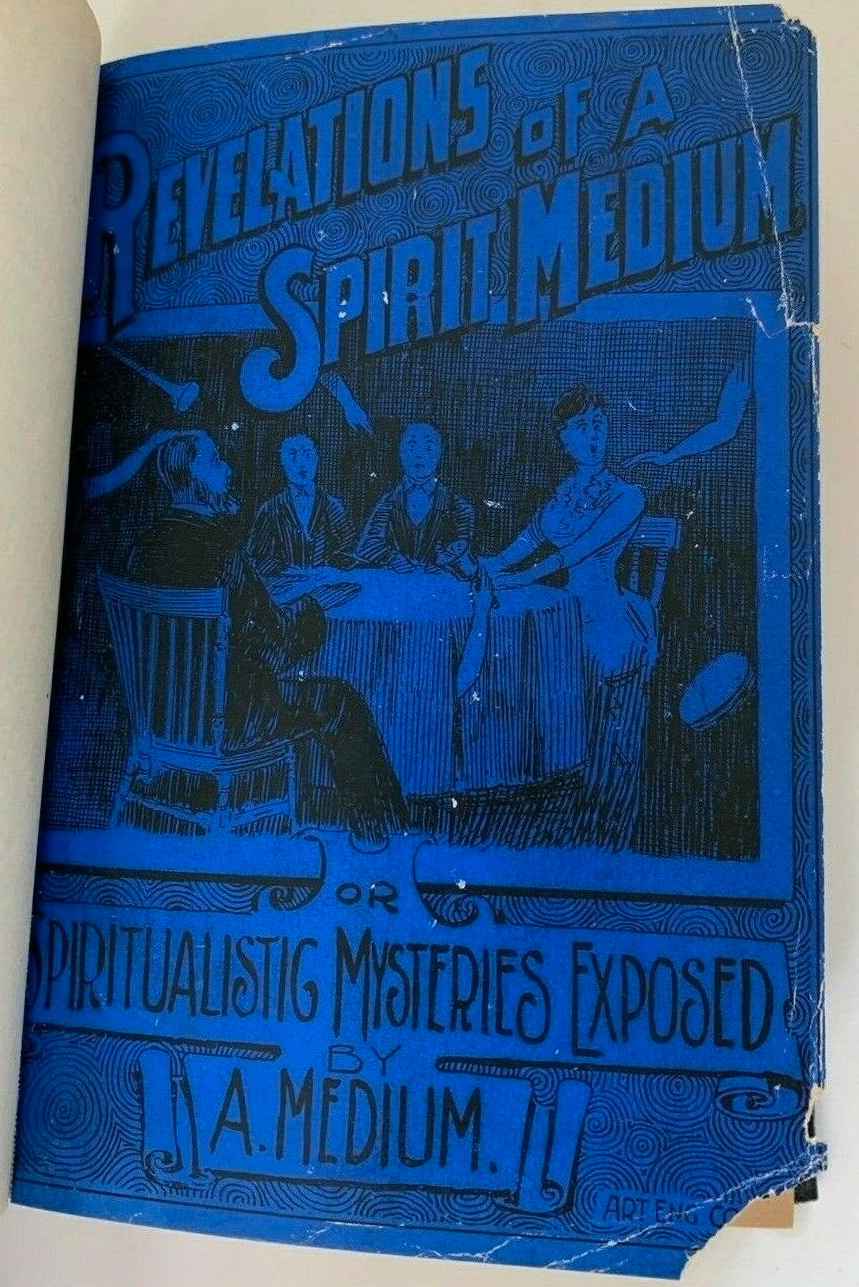 REVELATIONS OF A
SPIRIT MEDIUM
OR
SPIRITUALISTIC MYSTERIES EXPOSED
BY
A. MEDIUM.
ART ENG. CO